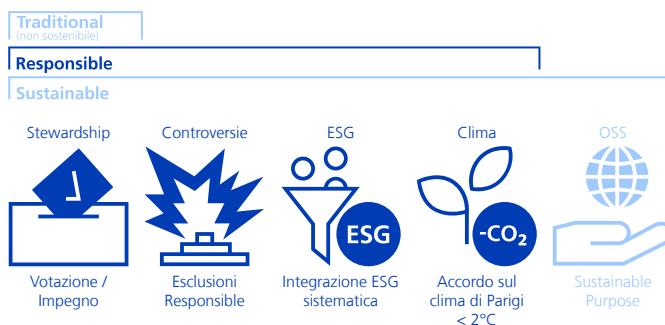 Traditional
(non sostenibile)
Responsible
Sustainable
Stewardship
Controversie
ESG
Clima
OSS
ESG
-CO₂
Votazione /
Impegno
Esclusioni
Responsible
Integrazione ESG
sistematica
Accordo sul
clima di Parigi
< 2°C
Sustainable
Purpose